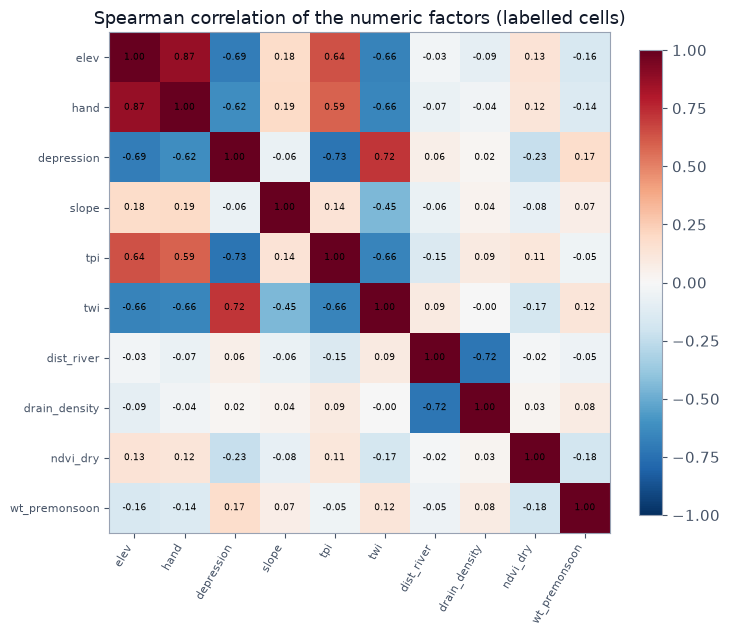 Spearman correlation of the numeric factors (labelled cells)
elev 1.00 0.87 -0.69 0.18 0.64 -0.66 -0.03 -0.09 0.13 -0.16
hand 0.87 1.00 -0.62 0.19 0.59 -0.66 -0.07 -0.04 0.12 -0.14
depression -0.69 -0.62 1.00 -0.06 -0.73 0.72 0.06 0.02 -0.23 0.17
slope 0.18 0.19 -0.06 1.00 0.14 -0.45 -0.06 0.04 -0.08 0.07
tpi 0.64 0.59 -0.73 0.14 1.00 -0.66 -0.15 0.09 0.11 -0.05
twi -0.66 -0.66 0.72 -0.45 -0.66 1.00 0.09 -0.00 -0.17 0.12
dist_river -0.03 -0.07 0.06 -0.06 -0.15 0.09 1.00 -0.72 -0.02 -0.05
drain_density -0.09 -0.04 0.02 0.04 0.09 -0.00 -0.72 1.00 0.03 0.08
ndvi_dry 0.13 0.12 -0.23 -0.08 0.11 -0.17 -0.02 0.03 1.00 -0.18
wt_premonsoon -0.16 -0.14 0.17 0.07 -0.05 0.12 -0.05 0.08 -0.18 1.00
elev hand depression slope tpi twi dist_river drain_density ndvi_dry wt_premonsoon
1.00
0.75
0.50
0.25
0.00
−0.25
−0.50
−0.75
−1.00